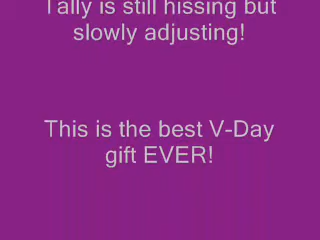 Tally is still hissing but
slowly adjusting!
This is the best V-Day
gift EVER!